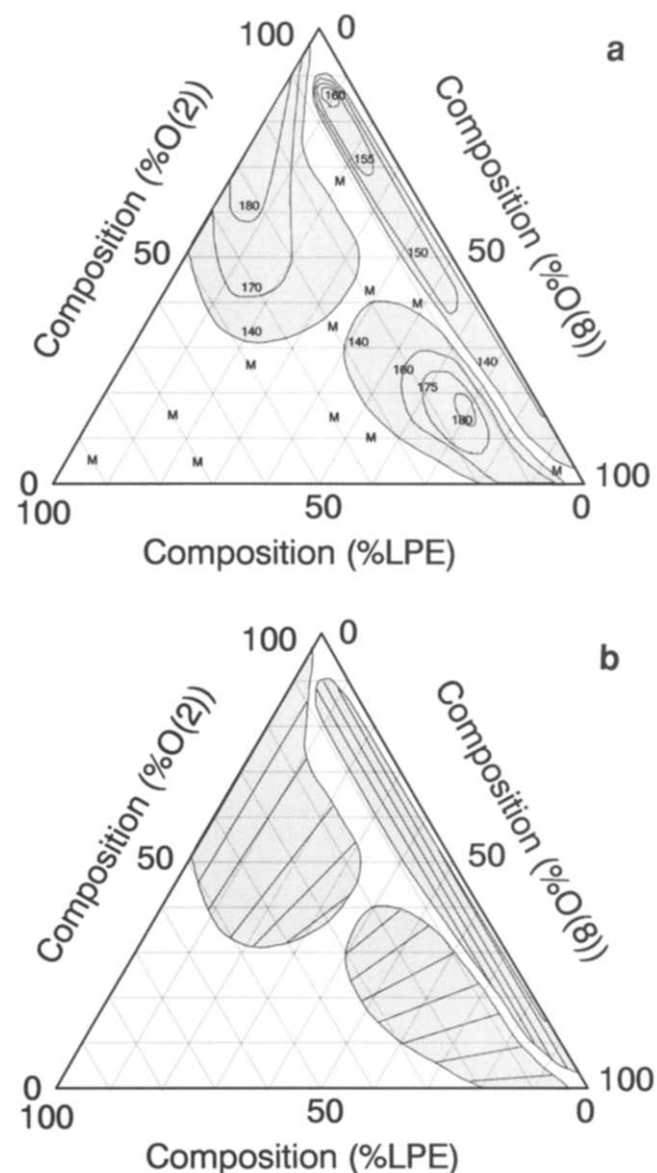 a
100 0
Composition (%O(2))
Composition (%O(8))
160
155
M
180
50
150
50
170
M
M
140
M
140
140
M
160
175
M
M
180
M
M
M
M
0
100
100
50
0
Composition (%LPE)
b
100 0
Composition (%O(2))
Composition (%O(8))
50
50
0
100
100
50
0
Composition (%LPE)